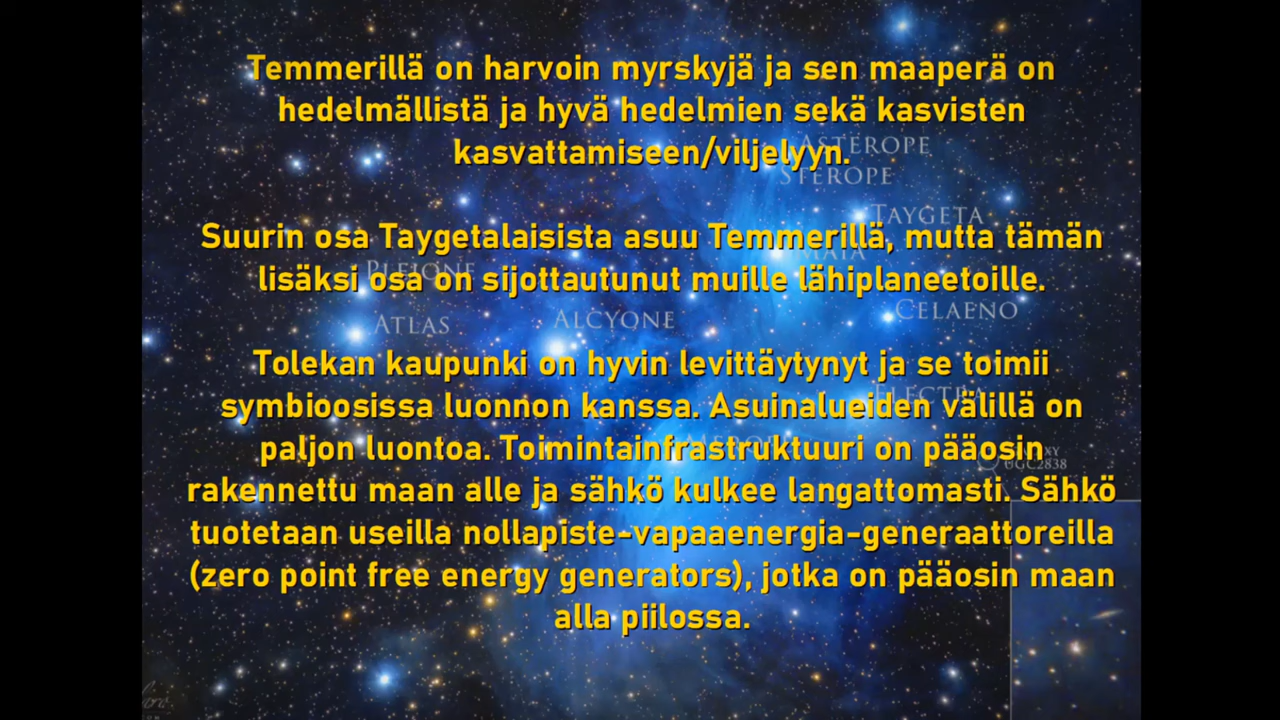 Temmerillä on harvoin myrskyjä ja sen maaperä on
hedelmällistä ja hyvä hedelmien sekä kasvisten
kasvattamiseen/viljelyyn.
ASTEROPE
STEROPE
TAYGETA
Suurin osa Taygetalaisista asuu Temmerillä, mutta tämän
MAIA
PLEIONE
lisäksi osa on sijottautunut muille lähiplaneetoille.
CELAENO
ATLAS
ALCYONE
Tolekan kaupunki on hyvin levittäytynyt ja se toimii
ELECTRA
symbioosissa luonnon kanssa. Asuinalueiden välillä on
paljon luontoa. Toimintainfrastruktuuri on pääosin
UGC2838
rakennettu maan alle ja sähkö kulkee langattomasti. Sähkö
tuotetaan useilla nollapiste-vapaaenergia-generaattoreilla
(zero point free energy generators), jotka on pääosin maan
alla piilossa.